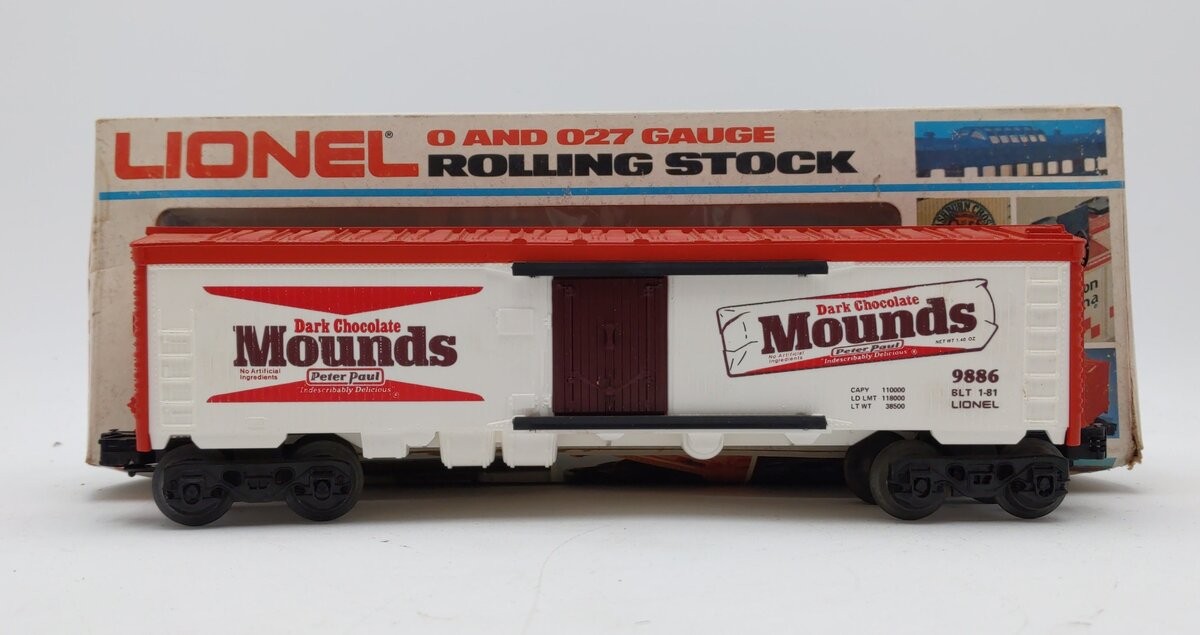 LIONEL®
O AND O27 GAUGE
ROLLING STOCK
Dark Chocolate
Mounds
No Artificial
Ingredients
Peter Paul
Indescribably Delicious
Dark Chocolate
Mounds
No Artificial
Ingredients
Peter Paul
"Indescribably Delicious"
NET WT 1.40 OZ
9886
BLT 1-81
LIONEL
CAPY 110000
LD LMT 118000
LT WT 38500